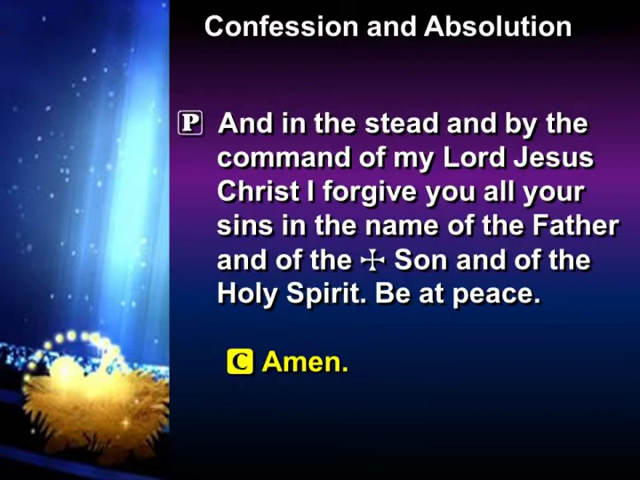 Confession and Absolution
P And in the stead and by the
command of my Lord Jesus
Christ I forgive you all your
sins in the name of the Father
and of the ☩ Son and of the
Holy Spirit. Be at peace.
C Amen.